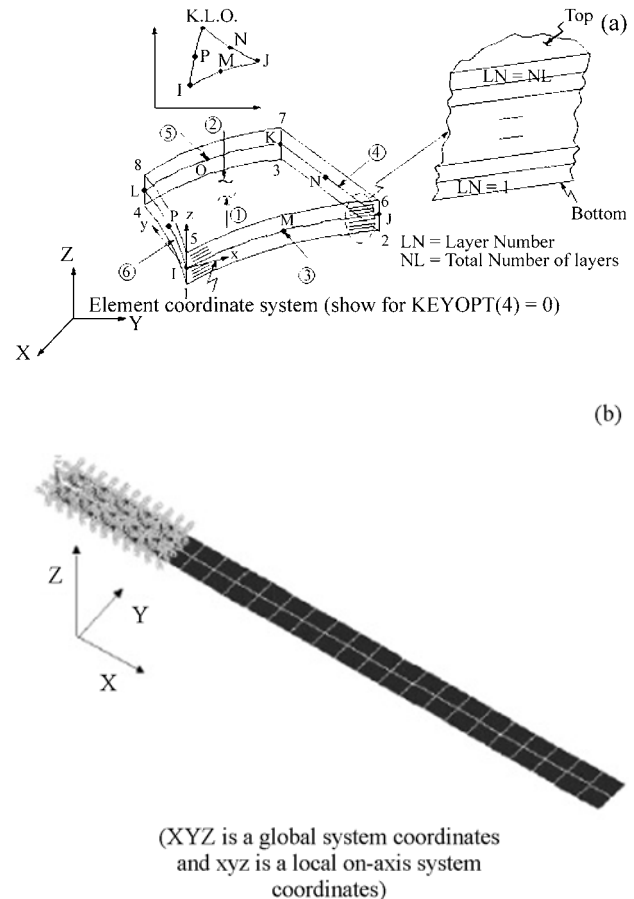 K.L.O.
(a)
Top
N
P
M
J
I
LN = NL
7
②
⑤
K
④
8
O
3
L
N
LN = 1
4
P
z
①
M
6
J
y
5
Bottom
2
Z
⑥
I
x
③
LN = Layer Number
1
NL = Total Number of layers
Element coordinate system (show for KEYOPT(4) = 0)
Y
X
(b)
Z
Y
X
(XYZ is a global system coordinates
and xyz is a local on-axis system
coordinates)